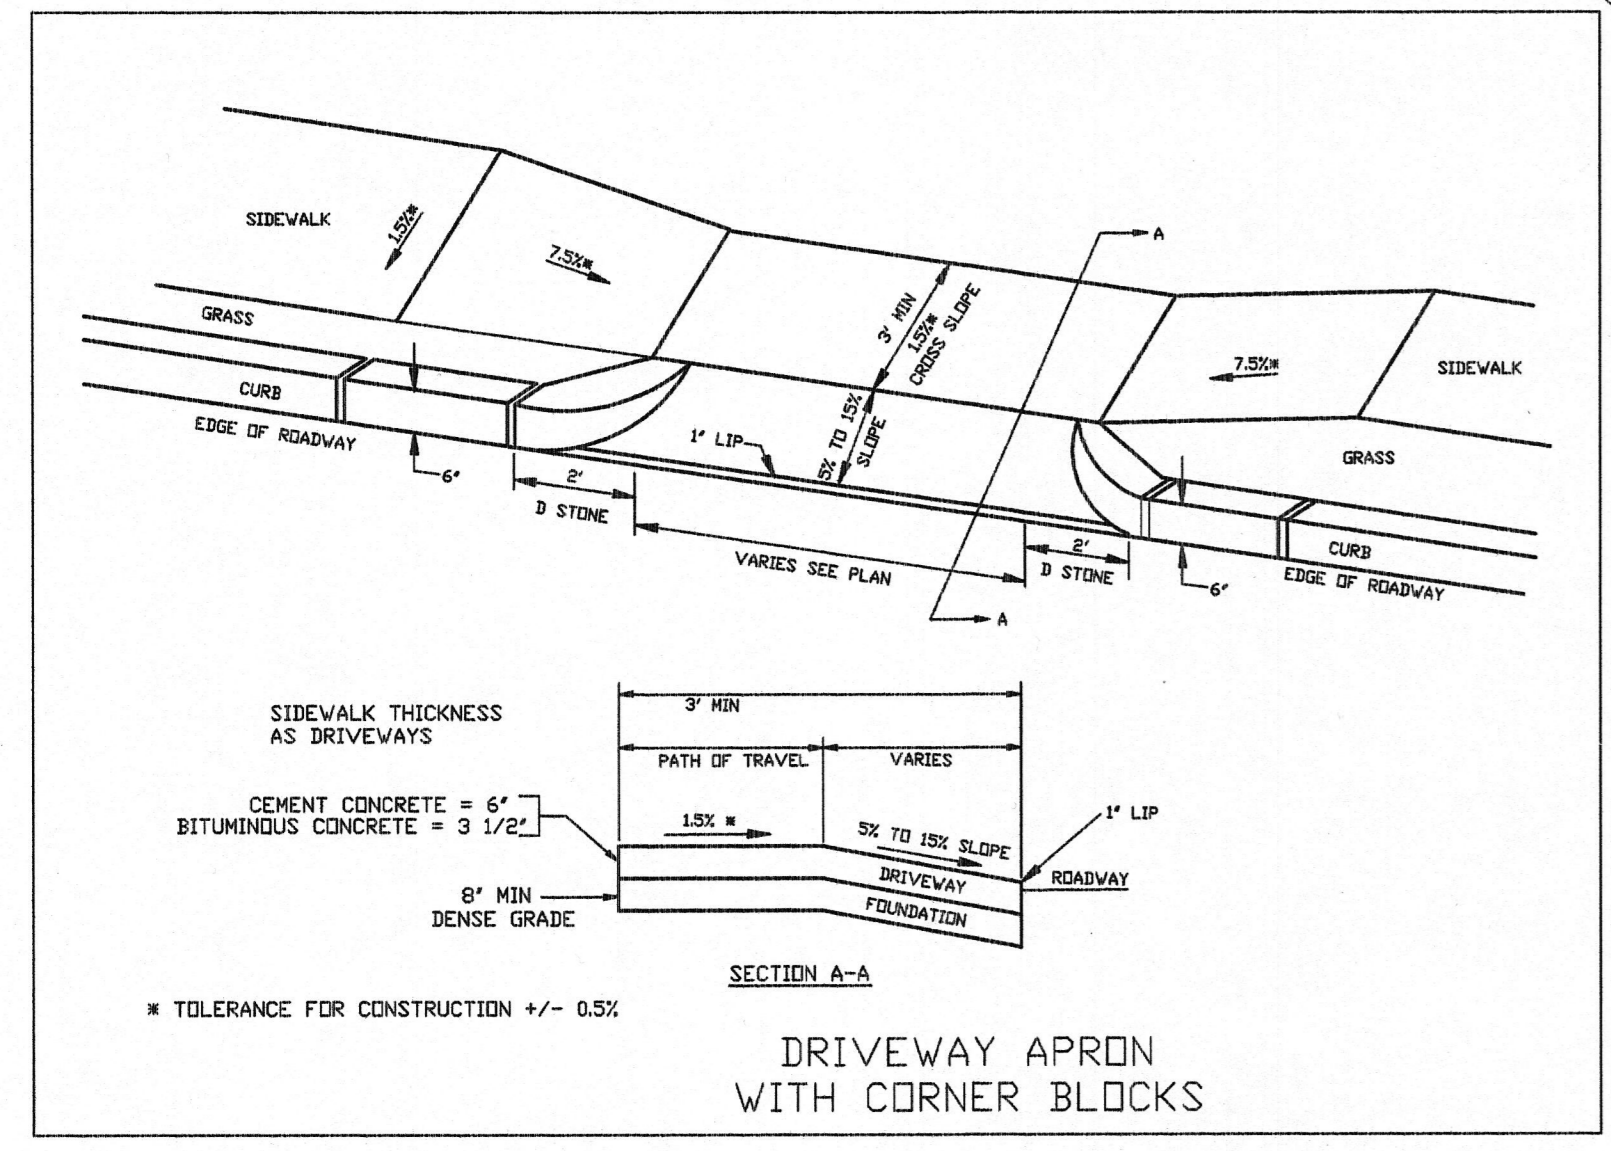 SIDEWALK
1.5%*
7.5%*
A
3' MIN
1.5%*
CROSS SLOPE
GRASS
7.5%*
SIDEWALK
CURB
EDGE OF ROADWAY
1" LIP
5% TO 15%
SLOPE
GRASS
6"
2'
D STONE
VARIES SEE PLAN
2'
D STONE
CURB
EDGE OF ROADWAY
6"
A
3' MIN
SIDEWALK THICKNESS
AS DRIVEWAYS
PATH OF TRAVEL
VARIES
CEMENT CONCRETE = 6"
BITUMINOUS CONCRETE = 3 1/2"
1.5% *
5% TO 15% SLOPE
1" LIP
DRIVEWAY
ROADWAY
8" MIN
DENSE GRADE
FOUNDATION
SECTION A-A
* TOLERANCE FOR CONSTRUCTION +/- 0.5%
DRIVEWAY APRON
WITH CORNER BLOCKS